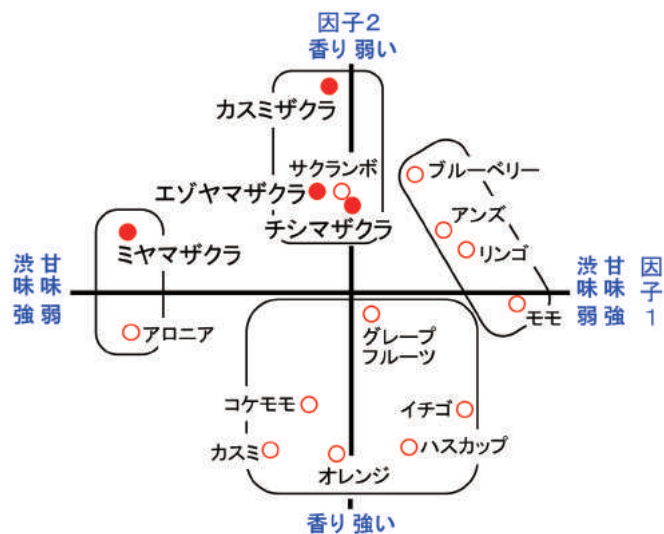 因子2
香り 弱い
カスミザクラ
サクランボ
エゾヤマザクラ
チシマザクラ
ブルーベリー
アンズ
リンゴ
ミヤマザクラ
渋味強
甘味弱
渋味弱
甘味強
因子1
アロニア
モモ
グレープ
フルーツ
コケモモ
イチゴ
カスミ
オレンジ
ハスカップ
香り 強い